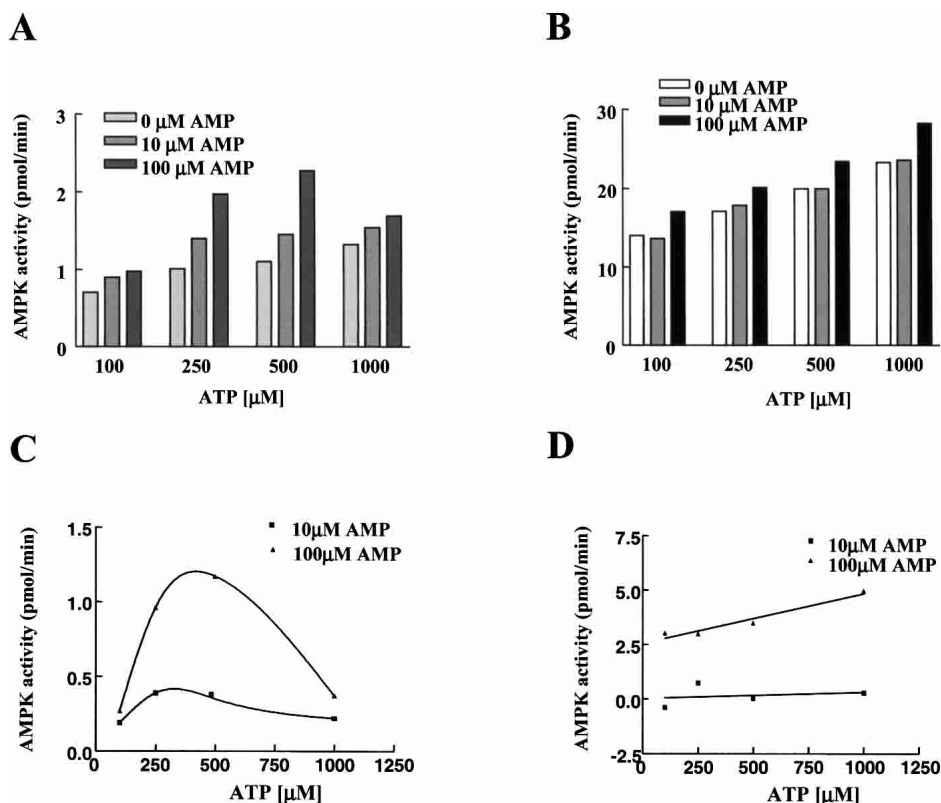 A
AMPK activity (pmol/min)
3
2
1
0
0 μM AMP
10 μM AMP
100 μM AMP
100 250 500 1000
ATP [μM]
B
AMPK activity (pmol/min)
30
20
10
0
0 μM AMP
10 μM AMP
100 μM AMP
100 250 500 1000
ATP [μM]
C
AMPK activity (pmol/min)
1.5
1.0
0.5
0.0
10μM AMP
100μM AMP
0 250 500 750 1000 1250
ATP [μM]
D
AMPK activity (pmol/min)
7.5
5.0
2.5
0.0
-2.5
10μM AMP
100μM AMP
0 250 500 750 1000 1250
ATP [μM]